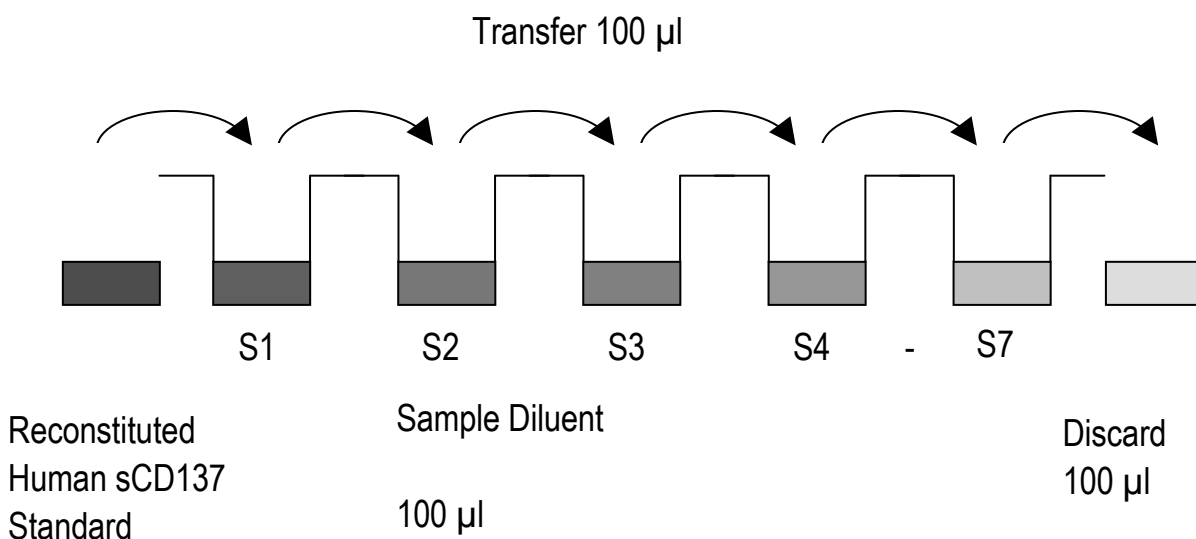 Transfer 100 µl
S1 S2 S3 S4 - S7
Reconstituted
Human sCD137
Standard
Sample Diluent
100 µl
Discard
100 µl